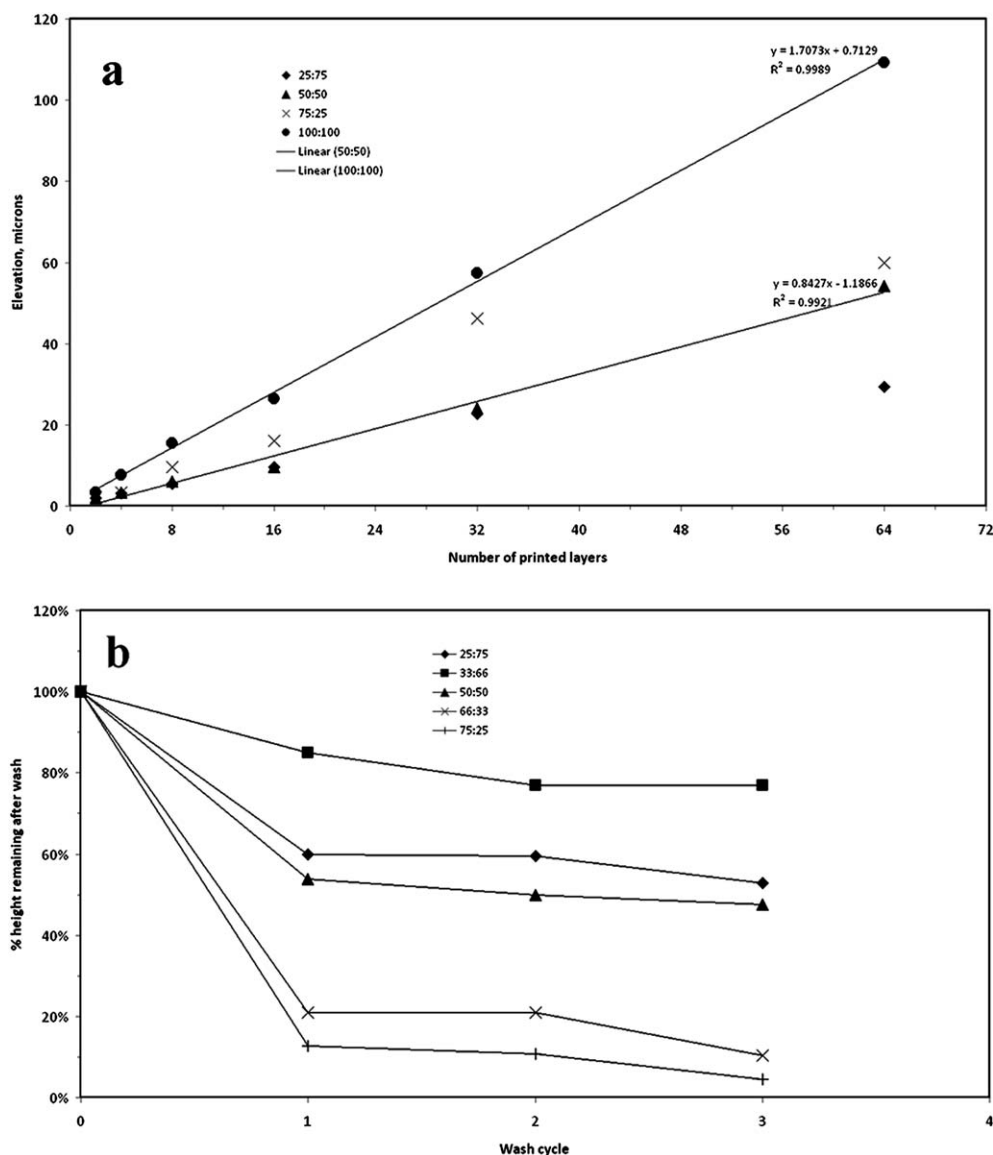 a
25:75
50:50
75:25
100:100
Linear (50:50)
Linear (100:100)
y = 1.7073x + 0.7129
R² = 0.9989
y = 0.8427x - 1.1866
R² = 0.9921
Elevation, microns
120
100
80
60
40
20
0
0 8 16 24 32 40 48 56 64 72
Number of printed layers
b
25:75
33:66
50:50
66:33
75:25
% height remaining after wash
120%
100%
80%
60%
40%
20%
0%
0 1 2 3 4
Wash cycle